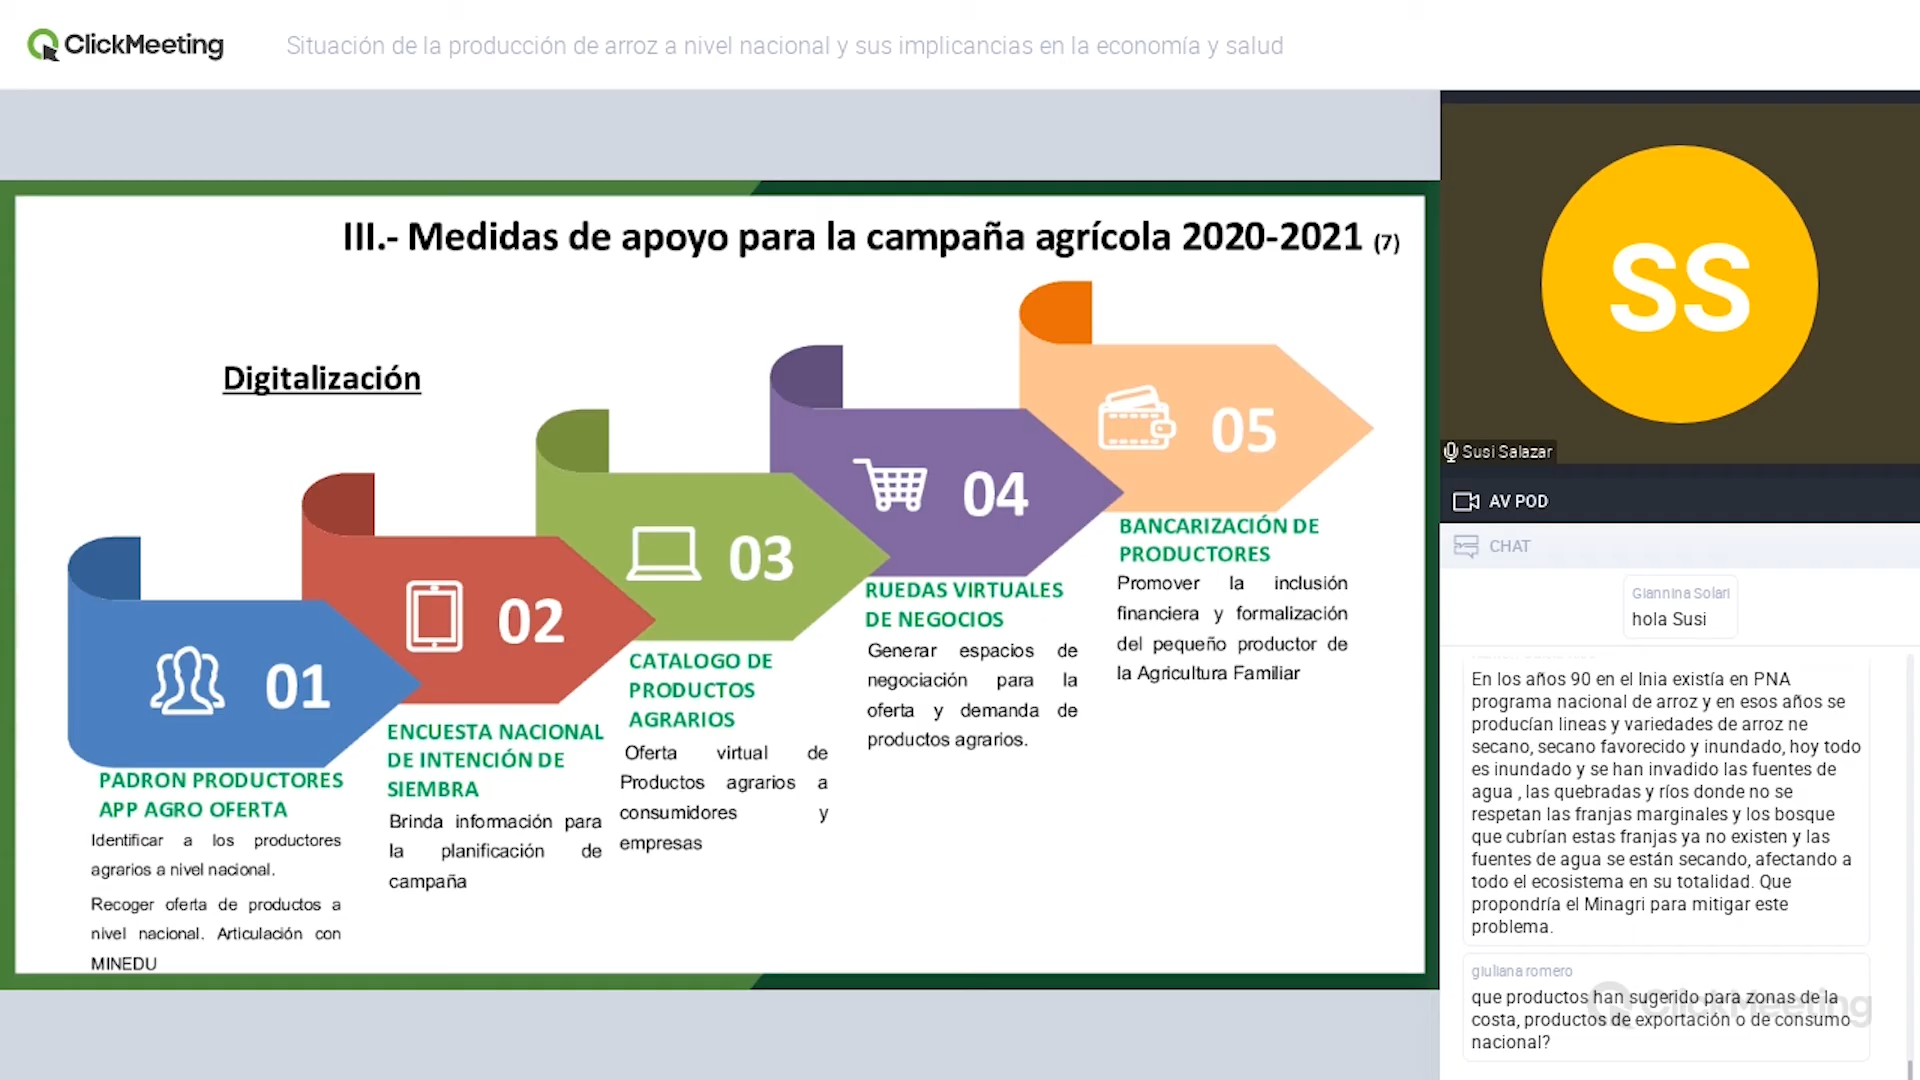 ClickMeeting
Situación de la producción de arroz a nivel nacional y sus implicancias en la economía y salud
III.- Medidas de apoyo para la campaña agrícola 2020-2021 (7)
Digitalización
01
PADRON PRODUCTORES
APP AGRO OFERTA
Identificar a los productores
agrarios a nivel nacional.
Recoger oferta de productos a
nivel nacional. Articulación con
MINEDU
02
ENCUESTA NACIONAL
DE INTENCIÓN DE
SIEMBRA
Brinda información para
la planificación de
campaña
03
CATALOGO DE
PRODUCTOS
AGRARIOS
Oferta virtual de
Productos agrarios a
consumidores y
empresas
04
RUEDAS VIRTUALES
DE NEGOCIOS
Generar espacios de
negociación para la
oferta y demanda de
productos agrarios.
05
BANCARIZACIÓN DE
PRODUCTORES
Promover la inclusión
financiera y formalización
del pequeño productor de
la Agricultura Familiar
SS
Susi Salazar
AV POD
CHAT
Giannina Solari
hola Susi
En los años 90 en el Inia existía en PNA
programa nacional de arroz y en esos años se
producían lineas y variedades de arroz ne
secano, secano favorecido y inundado, hoy todo
es inundado y se han invadido las fuentes de
agua , las quebradas y ríos donde no se
respetan las franjas marginales y los bosque
que cubrían estas franjas ya no existen y las
fuentes de agua se están secando, afectando a
todo el ecosistema en su totalidad. Que
propondría el Minagri para mitigar este
problema.
giuliana romero
que productos han sugerido para zonas de la
costa, productos de exportación o de consumo
nacional?
ClickMeeting